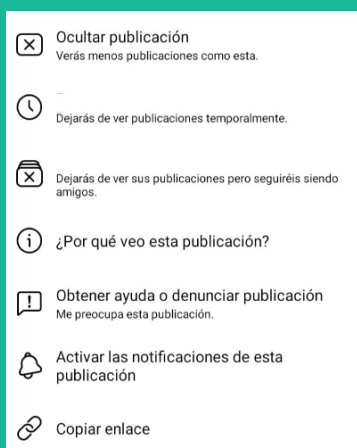 Ocultar publicación
Verás menos publicaciones como esta.
Dejarás de ver publicaciones temporalmente.
Dejarás de ver sus publicaciones pero seguiréis siendo
amigos.
¿Por qué veo esta publicación?
Obtener ayuda o denunciar publicación
Me preocupa esta publicación.
Activar las notificaciones de esta
publicación
Copiar enlace